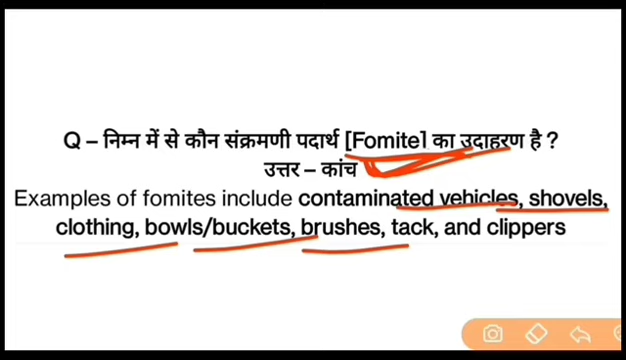 Q – निम्न में से कौन संक्रमणी पदार्थ [Fomite] का उदाहरण है ?
उत्तर – कांच
Examples of fomites include contaminated vehicles, shovels,
clothing, bowls/buckets, brushes, tack, and clippers